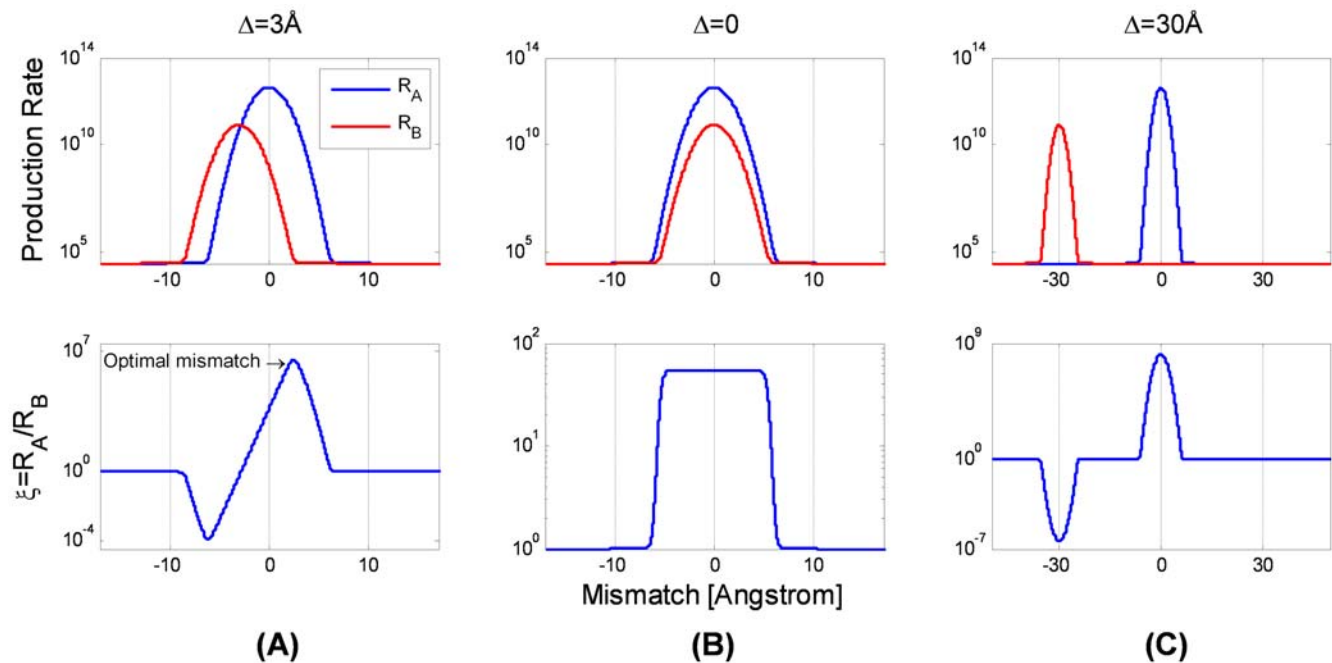 Δ=3Å
Δ=0
Δ=30Å
Production Rate
10^14
10^10
10^5
R_A
R_B
-10 0 10
10^14
10^10
10^5
-10 0 10
10^14
10^10
10^5
-30 0 30
ξ=R_A/R_B
10^7
10^0
10^-4
Optimal mismatch →
-10 0 10
10^2
10^1
10^0
-10 0 10
10^9
10^0
10^-7
-30 0 30
Mismatch [Angstrom]
(A)
(B)
(C)